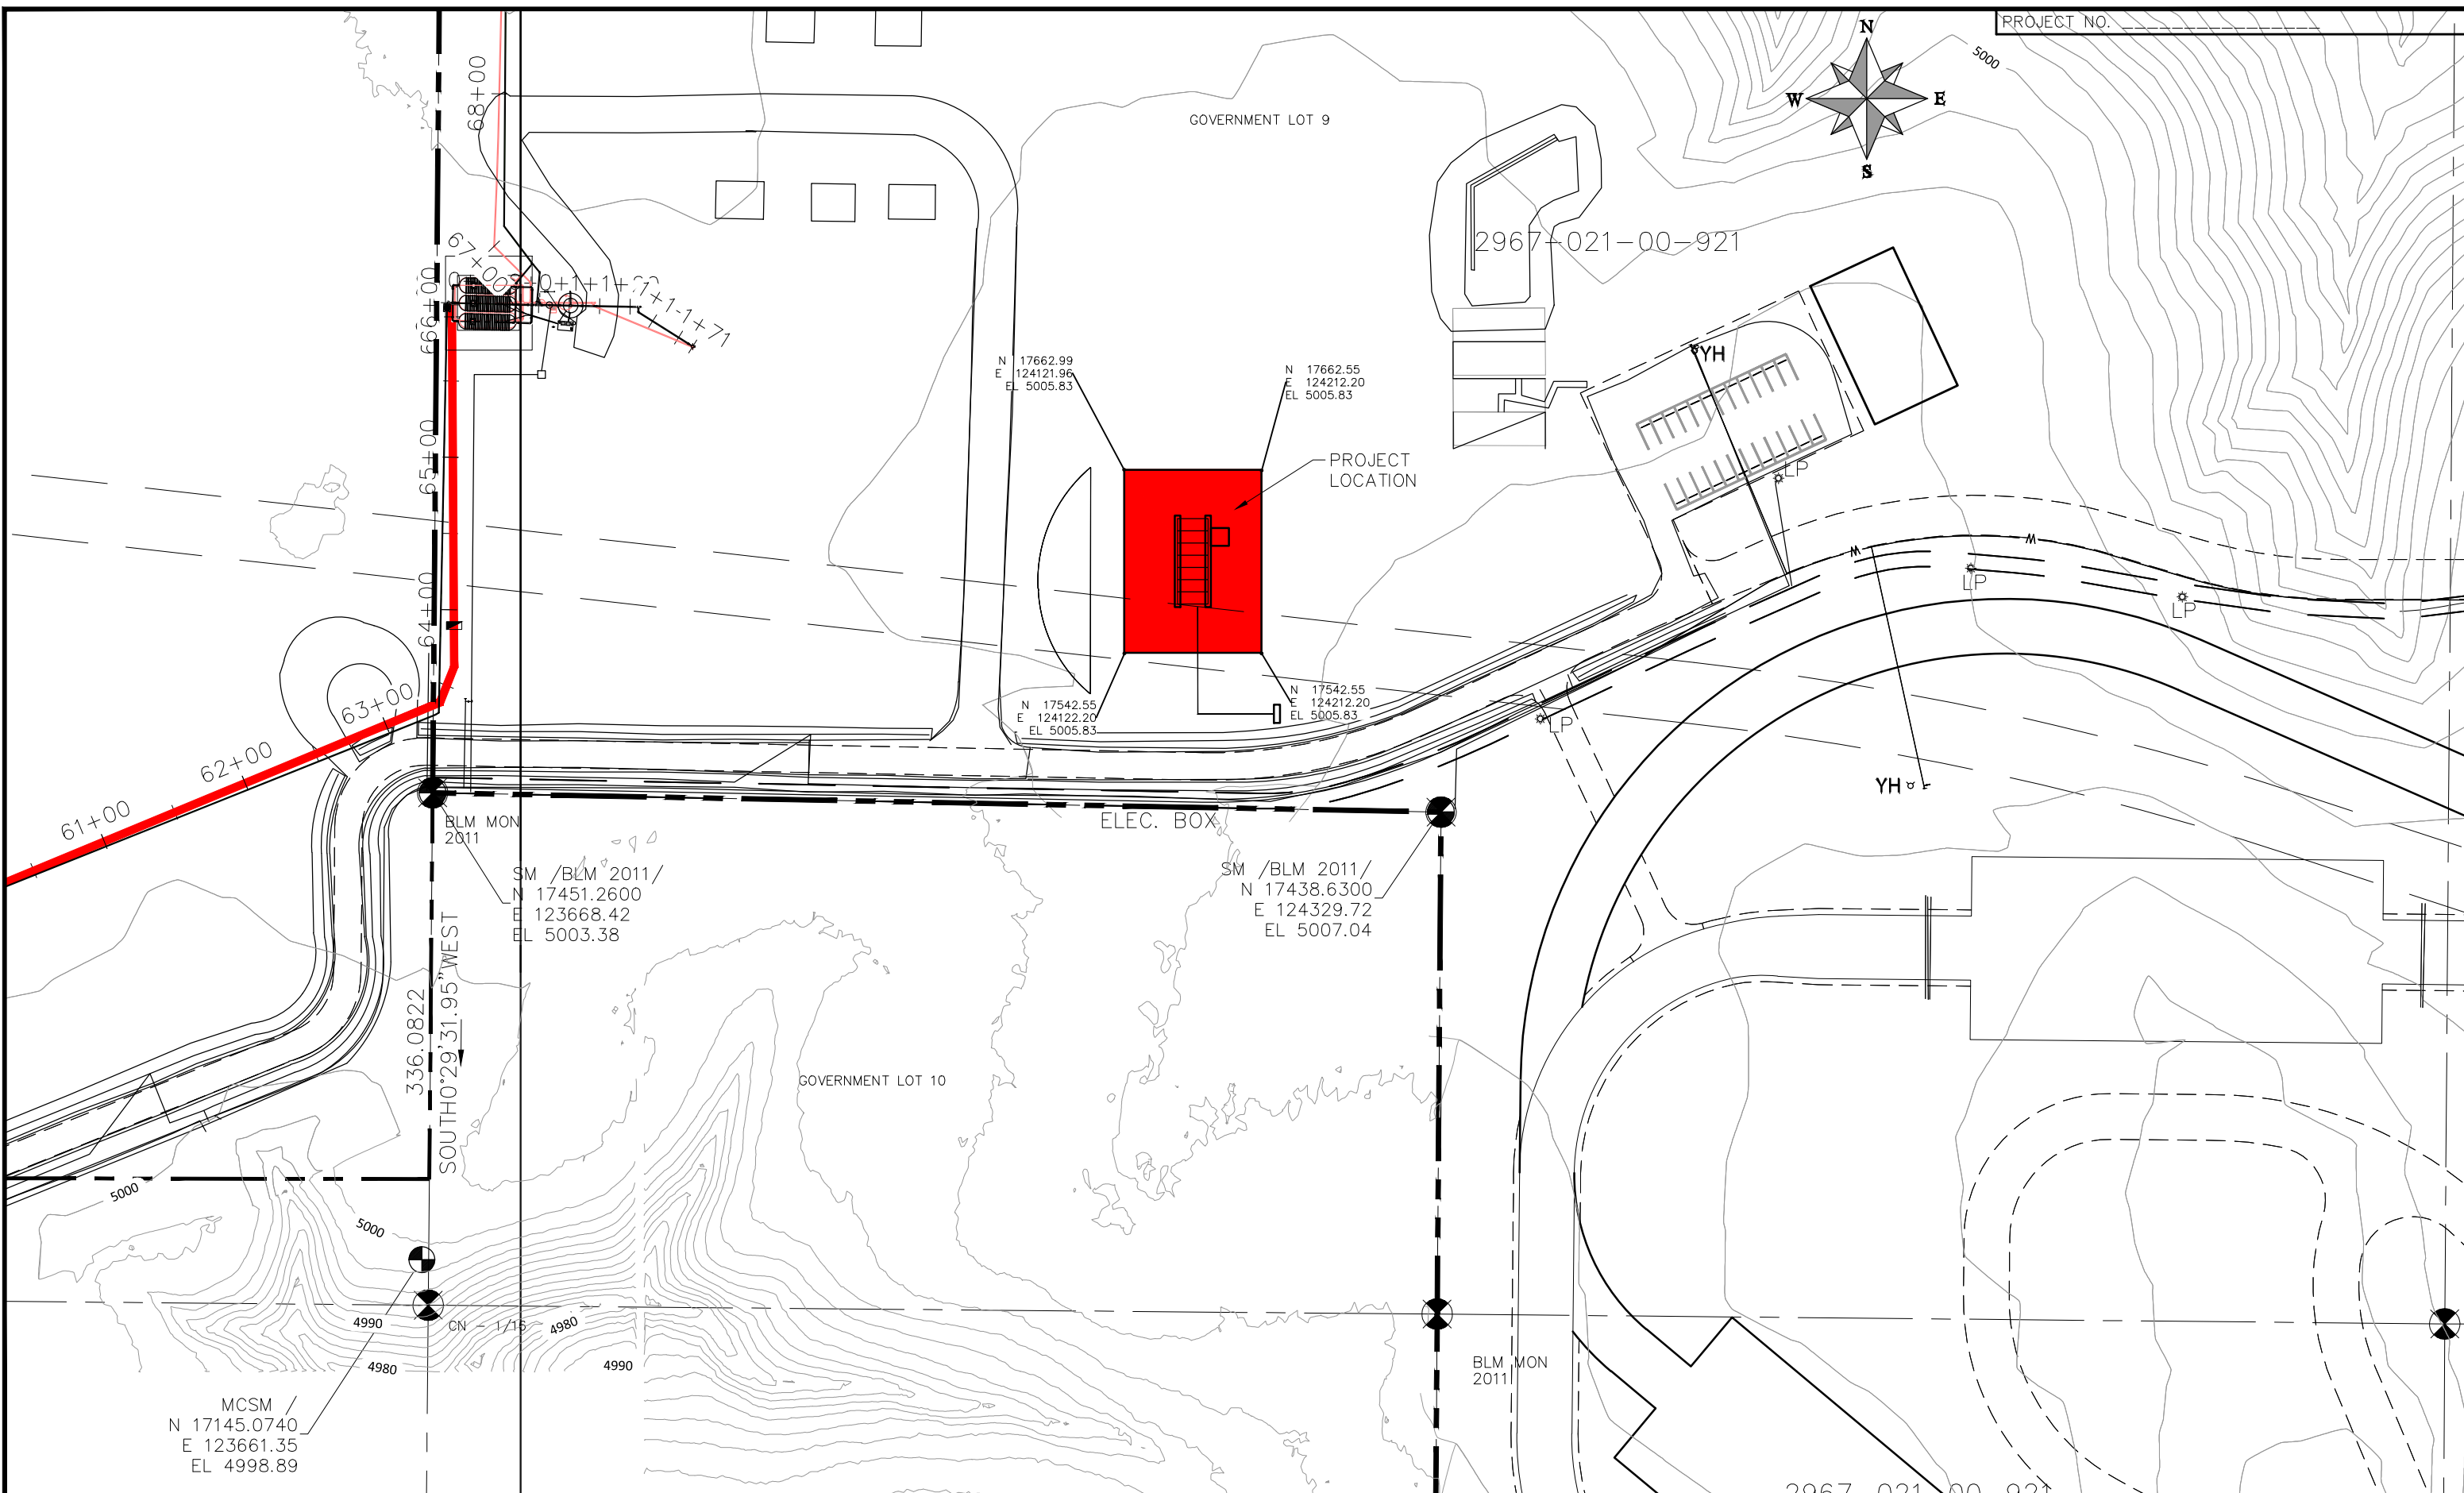 PROJECT NO.
N
W
E
S
5000
68+00
GOVERNMENT LOT 9
2967-021-00-921
67+00
66+00
65+00
64+00
63+00
62+00
61+00
N 17662.99
E 124121.96
EL 5005.83
N 17662.55
E 124212.20
EL 5005.83
PROJECT
LOCATION
N 17542.55
E 124122.20
EL 5005.83
N 17542.55
E 124212.20
EL 5005.83
YH
LP
W
W
LP
LP
LP
YH
BLM MON
2011
ELEC. BOX
SM /BLM 2011/
N 17451.2600
E 123668.42
EL 5003.38
SM /BLM 2011/
N 17438.6300
E 124329.72
EL 5007.04
336.0822
SOUTH0°29'31.95"WEST
GOVERNMENT LOT 10
5000
5000
4990
CN - 1/16
4980
4980
4990
BLM MON
2011
MCSM /
N 17145.0740
E 123661.35
EL 4998.89
2967-021-00-921